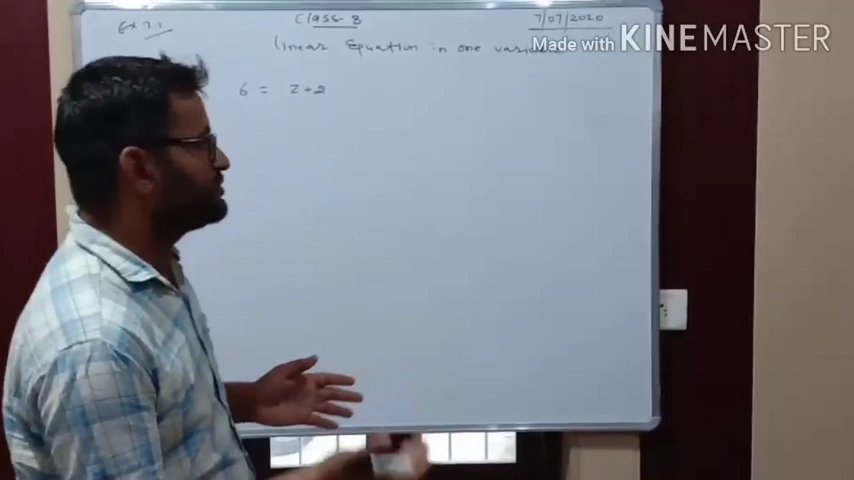 Ex 2.1 Class-8 7/07/2020
Linear Equation in one variable
Made with KINEMASTER
6 = z+2